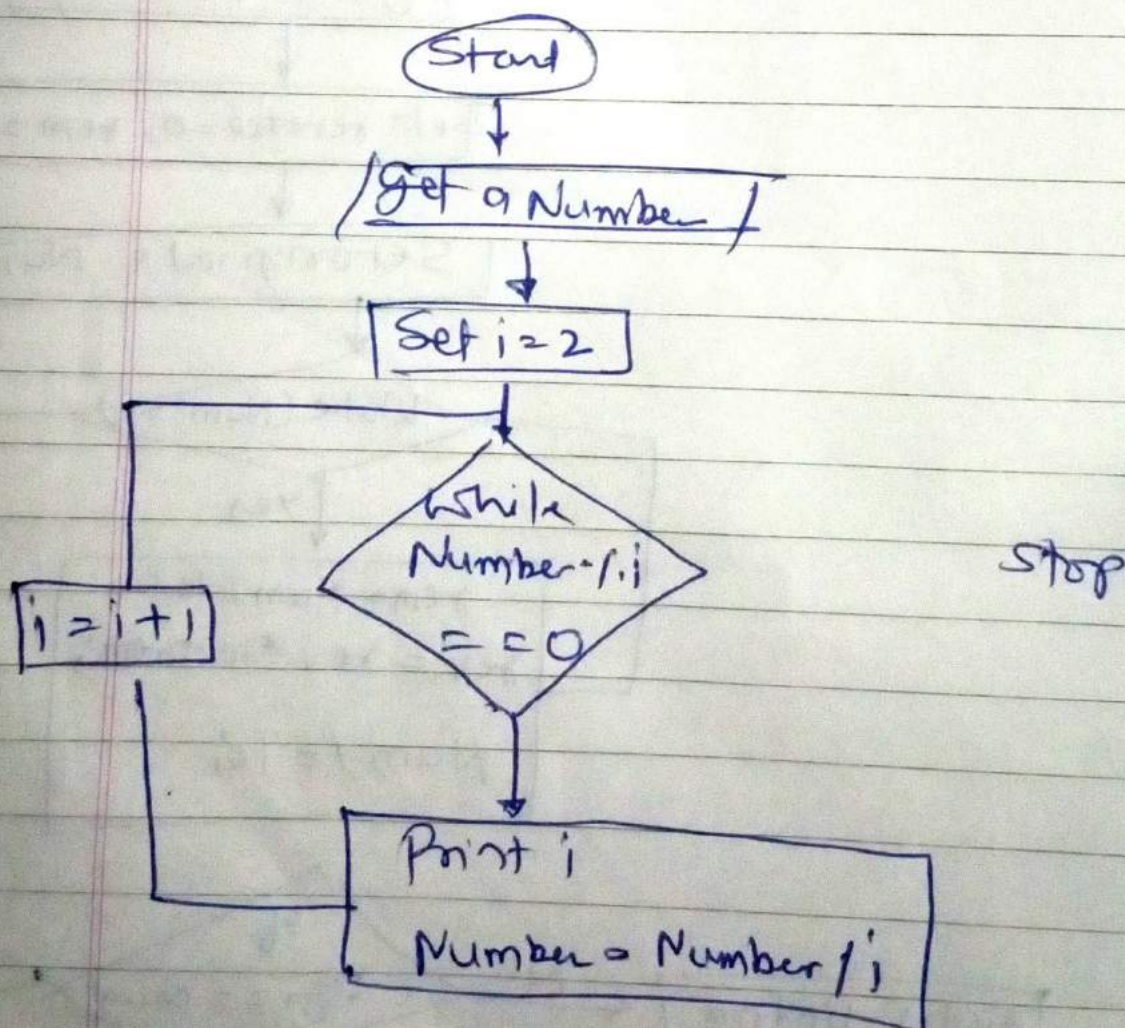 Start
Get a Number
Set i = 2
while
Number % i
= = 0
Stop
i = i + 1
Print i
Number = Number / i